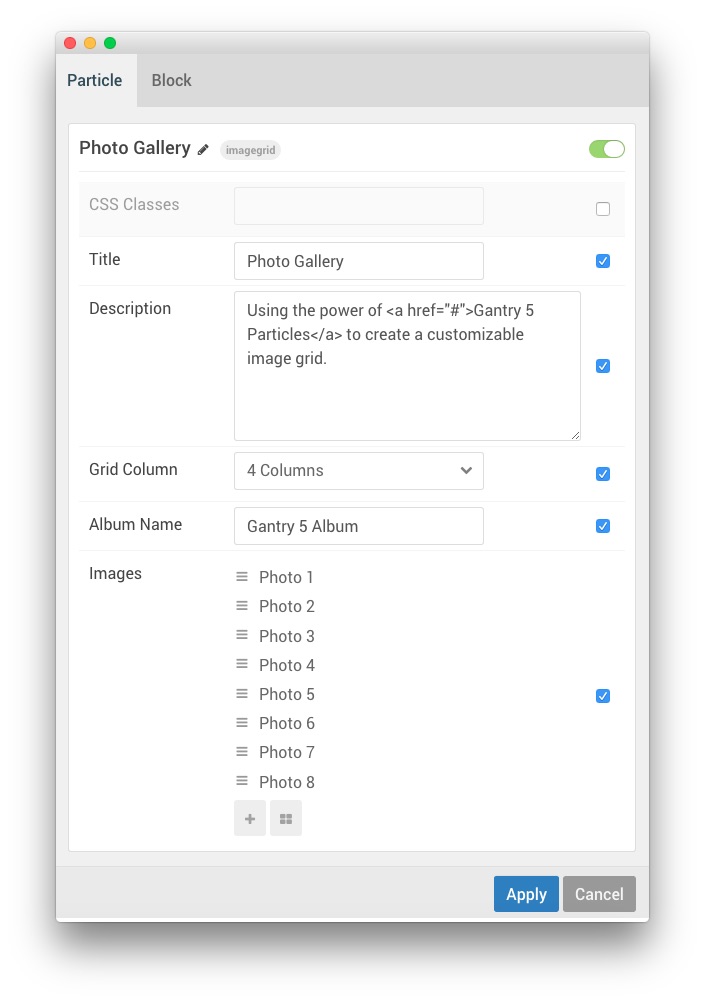 Particle Block
Photo Gallery imagegrid
CSS Classes
Title Photo Gallery
Description Using the power of <a href="#">Gantry 5
Particles</a> to create a customizable
image grid.
Grid Column 4 Columns
Album Name Gantry 5 Album
Images Photo 1
Photo 2
Photo 3
Photo 4
Photo 5
Photo 6
Photo 7
Photo 8
Apply Cancel